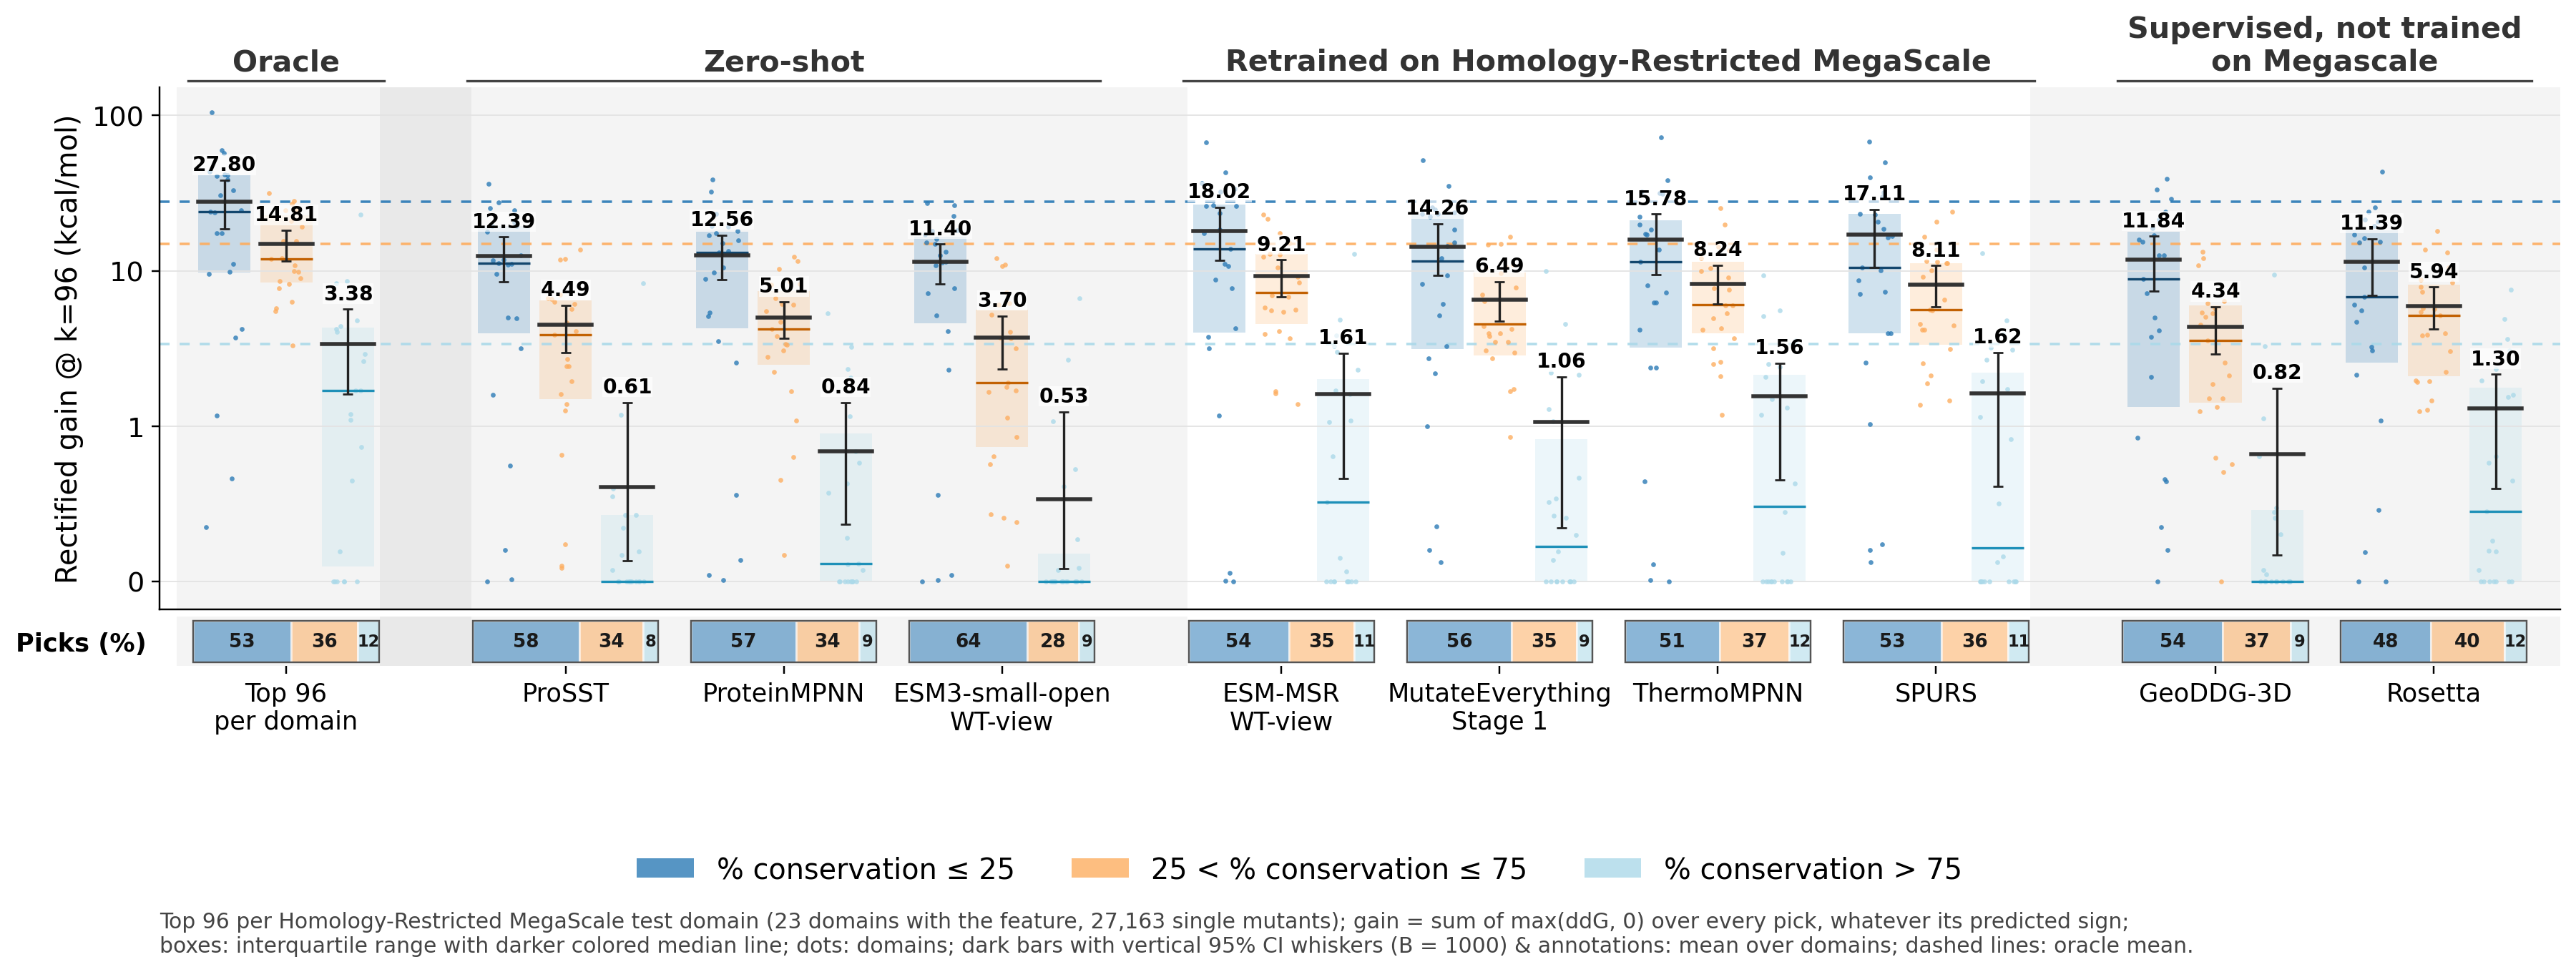 Supervised, not trained
Oracle Zero-shot Retrained on Homology-Restricted MegaScale on Megascale
Rectified gain @ k=96 (kcal/mol)
100
10
1
0
27.80 14.81 3.38
12.39 4.49 0.61
12.56 5.01 0.84
11.40 3.70 0.53
18.02 9.21 1.61
14.26 6.49 1.06
15.78 8.24 1.56
17.11 8.11 1.62
11.84 4.34 0.82
11.39 5.94 1.30
Picks (%) 53 36 12 58 34 8 57 34 9 64 28 9 54 35 11 56 35 9 51 37 12 53 36 11 54 37 9 48 40 12
Top 96 ProSST ProteinMPNN ESM3-small-open ESM-MSR MutateEverything ThermoMPNN SPURS GeoDDG-3D Rosetta
per domain WT-view WT-view Stage 1
% conservation ≤ 25 25 < % conservation ≤ 75 % conservation > 75
Top 96 per Homology-Restricted MegaScale test domain (23 domains with the feature, 27,163 single mutants); gain = sum of max(ddG, 0) over every pick, whatever its predicted sign;
boxes: interquartile range with darker colored median line; dots: domains; dark bars with vertical 95% CI whiskers (B = 1000) & annotations: mean over domains; dashed lines: oracle mean.